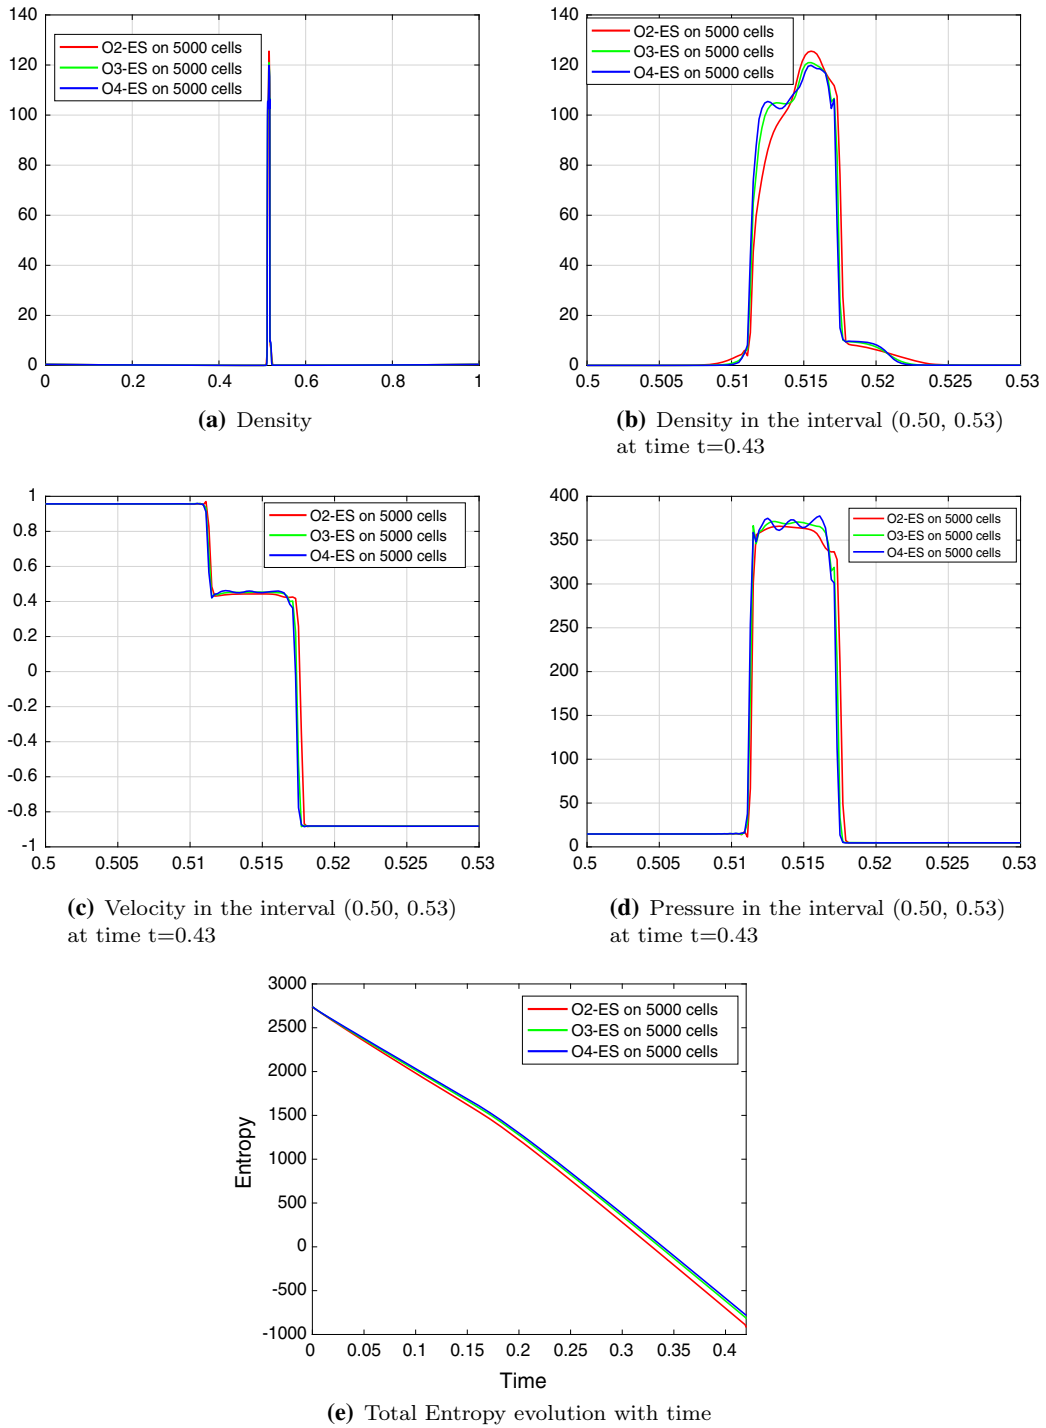 140
120
100
80
60
40
20
0
O2-ES on 5000 cells
O3-ES on 5000 cells
O4-ES on 5000 cells
0 0.2 0.4 0.6 0.8 1
(a) Density
140
120
100
80
60
40
20
0
O2-ES on 5000 cells
O3-ES on 5000 cells
O4-ES on 5000 cells
0.5 0.505 0.51 0.515 0.52 0.525 0.53
(b) Density in the interval (0.50, 0.53)
at time t=0.43
1
0.8
0.6
0.4
0.2
0
-0.2
-0.4
-0.6
-0.8
-1
O2-ES on 5000 cells
O3-ES on 5000 cells
O4-ES on 5000 cells
0.5 0.505 0.51 0.515 0.52 0.525 0.53
(c) Velocity in the interval (0.50, 0.53)
at time t=0.43
400
350
300
250
200
150
100
50
0
O2-ES on 5000 cells
O3-ES on 5000 cells
O4-ES on 5000 cells
0.5 0.505 0.51 0.515 0.52 0.525 0.53
(d) Pressure in the interval (0.50, 0.53)
at time t=0.43
3000
2500
2000
1500
1000
500
0
-500
-1000
Entropy
O2-ES on 5000 cells
O3-ES on 5000 cells
O4-ES on 5000 cells
0 0.05 0.1 0.15 0.2 0.25 0.3 0.35 0.4
Time
(e) Total Entropy evolution with time